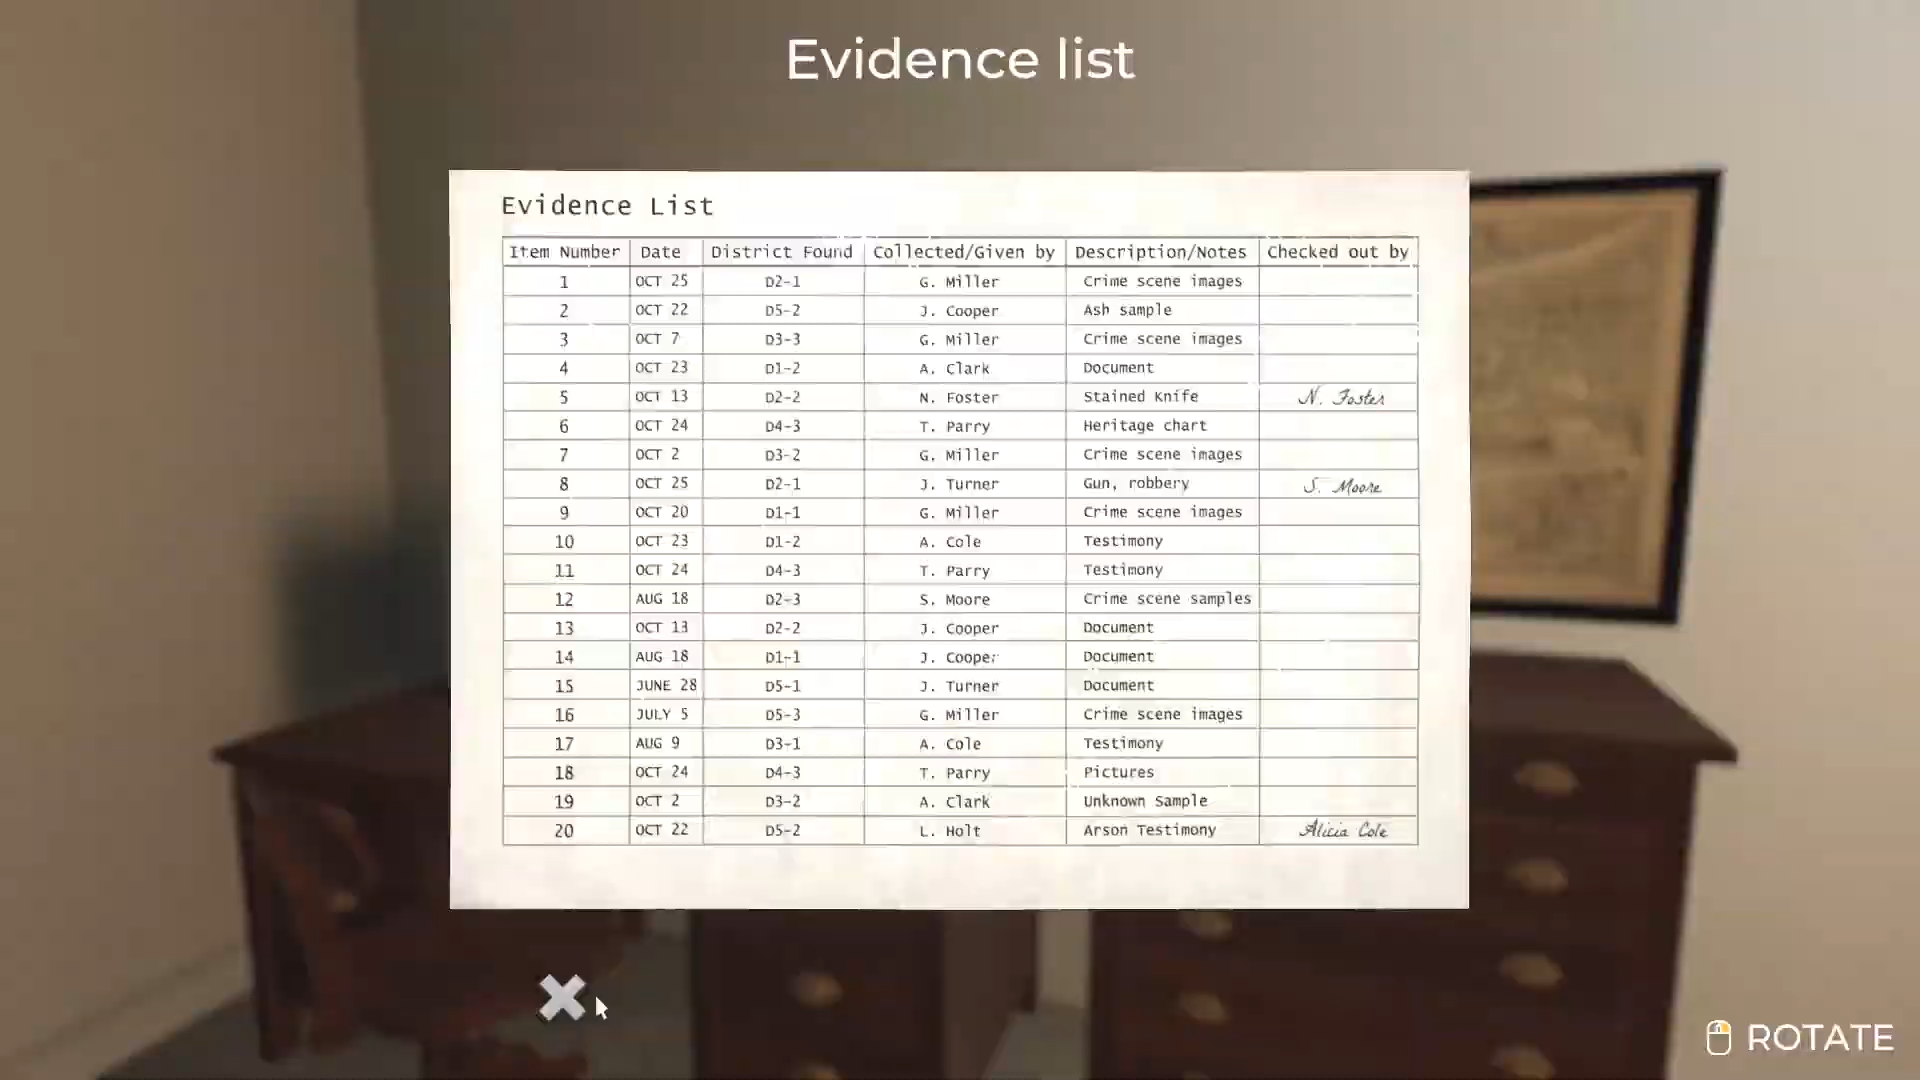 Evidence list
Evidence List
Item Number Date District Found Collected/Given by Description/Notes Checked out by
1 OCT 25 D2-1 G. Miller Crime scene images
2 OCT 22 D5-2 J. Cooper Ash sample
3 OCT 7 D3-3 G. Miller Crime scene images
4 OCT 23 D1-2 A. Clark Document
5 OCT 13 D2-2 N. Foster Stained Knife N. Foster
6 OCT 24 D4-3 T. Parry Heritage chart
7 OCT 2 D3-2 G. Miller Crime scene images
8 OCT 25 D2-1 J. Turner Gun, robbery S. Moore
9 OCT 20 D1-1 G. Miller Crime scene images
10 OCT 23 D1-2 A. Cole Testimony
11 OCT 24 D4-3 T. Parry Testimony
12 AUG 18 D2-3 S. Moore Crime scene samples
13 OCT 13 D2-2 J. Cooper Document
14 AUG 18 D1-1 J. Cooper Document
15 JUNE 28 D5-1 J. Turner Document
16 JULY 5 D5-3 G. Miller Crime scene images
17 AUG 9 D3-1 A. Cole Testimony
18 OCT 24 D4-3 T. Parry Pictures
19 OCT 2 D3-2 A. Clark Unknown Sample
20 OCT 22 D5-2 L. Holt Arson Testimony Alicia Cole
ROTATE